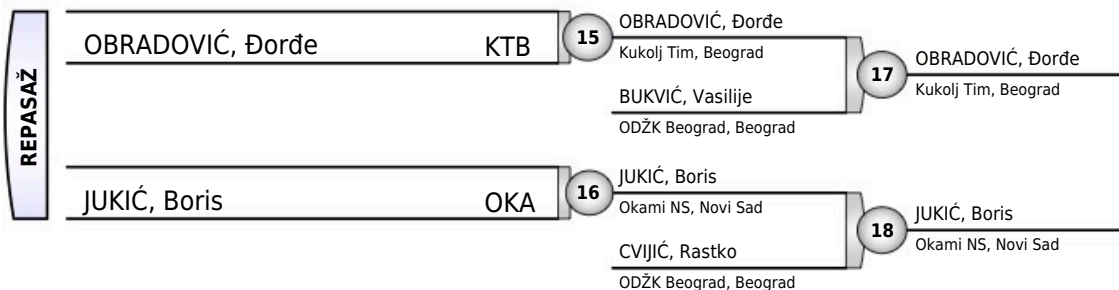 REPASAŽ
OBRADOVIĆ, Đorđe KTB
15
OBRADOVIĆ, Đorđe
Kukolj Tim, Beograd
BUKVIĆ, Vasilije
ODŽK Beograd, Beograd
17
OBRADOVIĆ, Đorđe
Kukolj Tim, Beograd
JUKIĆ, Boris OKA
16
JUKIĆ, Boris
Okami NS, Novi Sad
CVIJIĆ, Rastko
ODŽK Beograd, Beograd
18
JUKIĆ, Boris
Okami NS, Novi Sad